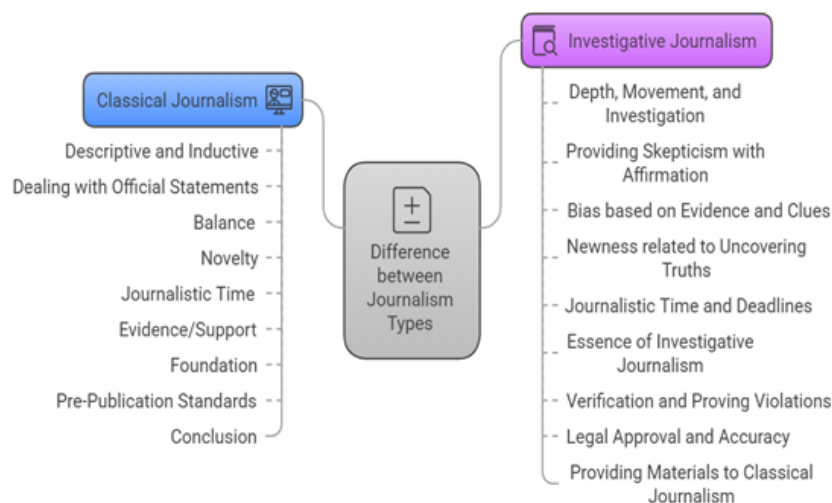 Classical Journalism
Descriptive and Inductive
Dealing with Official Statements
Balance
Novelty
Journalistic Time
Evidence/Support
Foundation
Pre-Publication Standards
Conclusion
Difference
between
Journalism
Types
Investigative Journalism
Depth, Movement, and
Investigation
Providing Skepticism with
Affirmation
Bias based on Evidence and Clues
Newness related to Uncovering
Truths
Journalistic Time and Deadlines
Essence of Investigative
Journalism
Verification and Proving Violations
Legal Approval and Accuracy
Providing Materials to Classical
Journalism